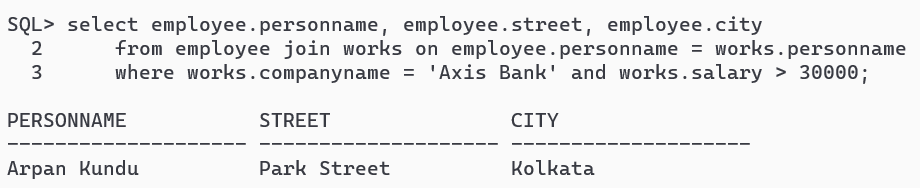 SQL> select employee.personname, employee.street, employee.city
  2     from employee join works on employee.personname = works.personname
  3     where works.companyname = 'Axis Bank' and works.salary > 30000;

PERSONNAME           STREET               CITY
-------------------- -------------------- --------------------
Arpan Kundu          Park Street          Kolkata